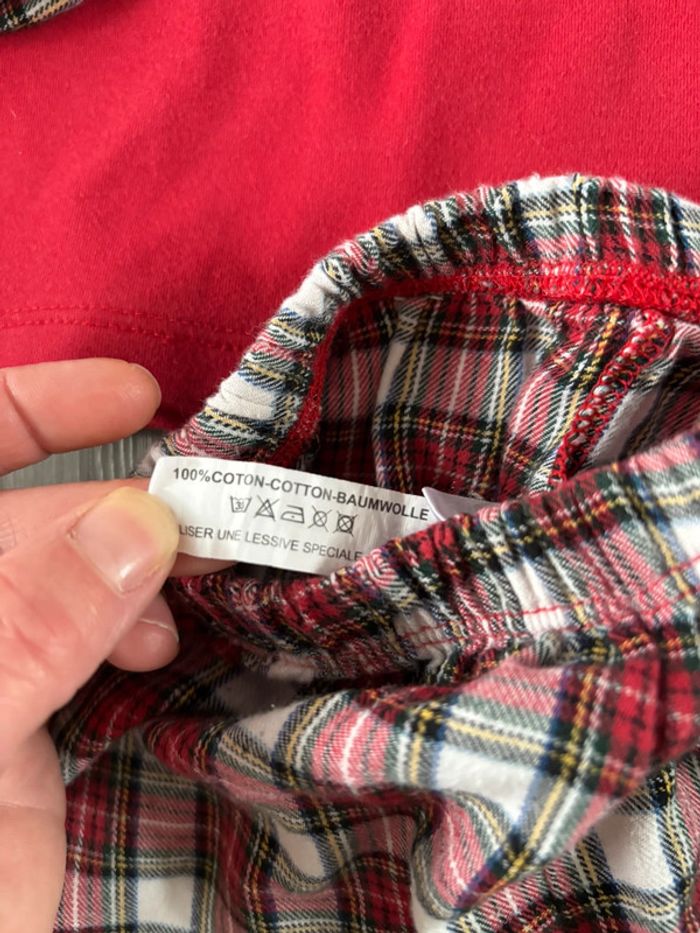 100%COTON-COTTON-BAUMWOLLE
LISER UNE LESSIVE SPECIALE